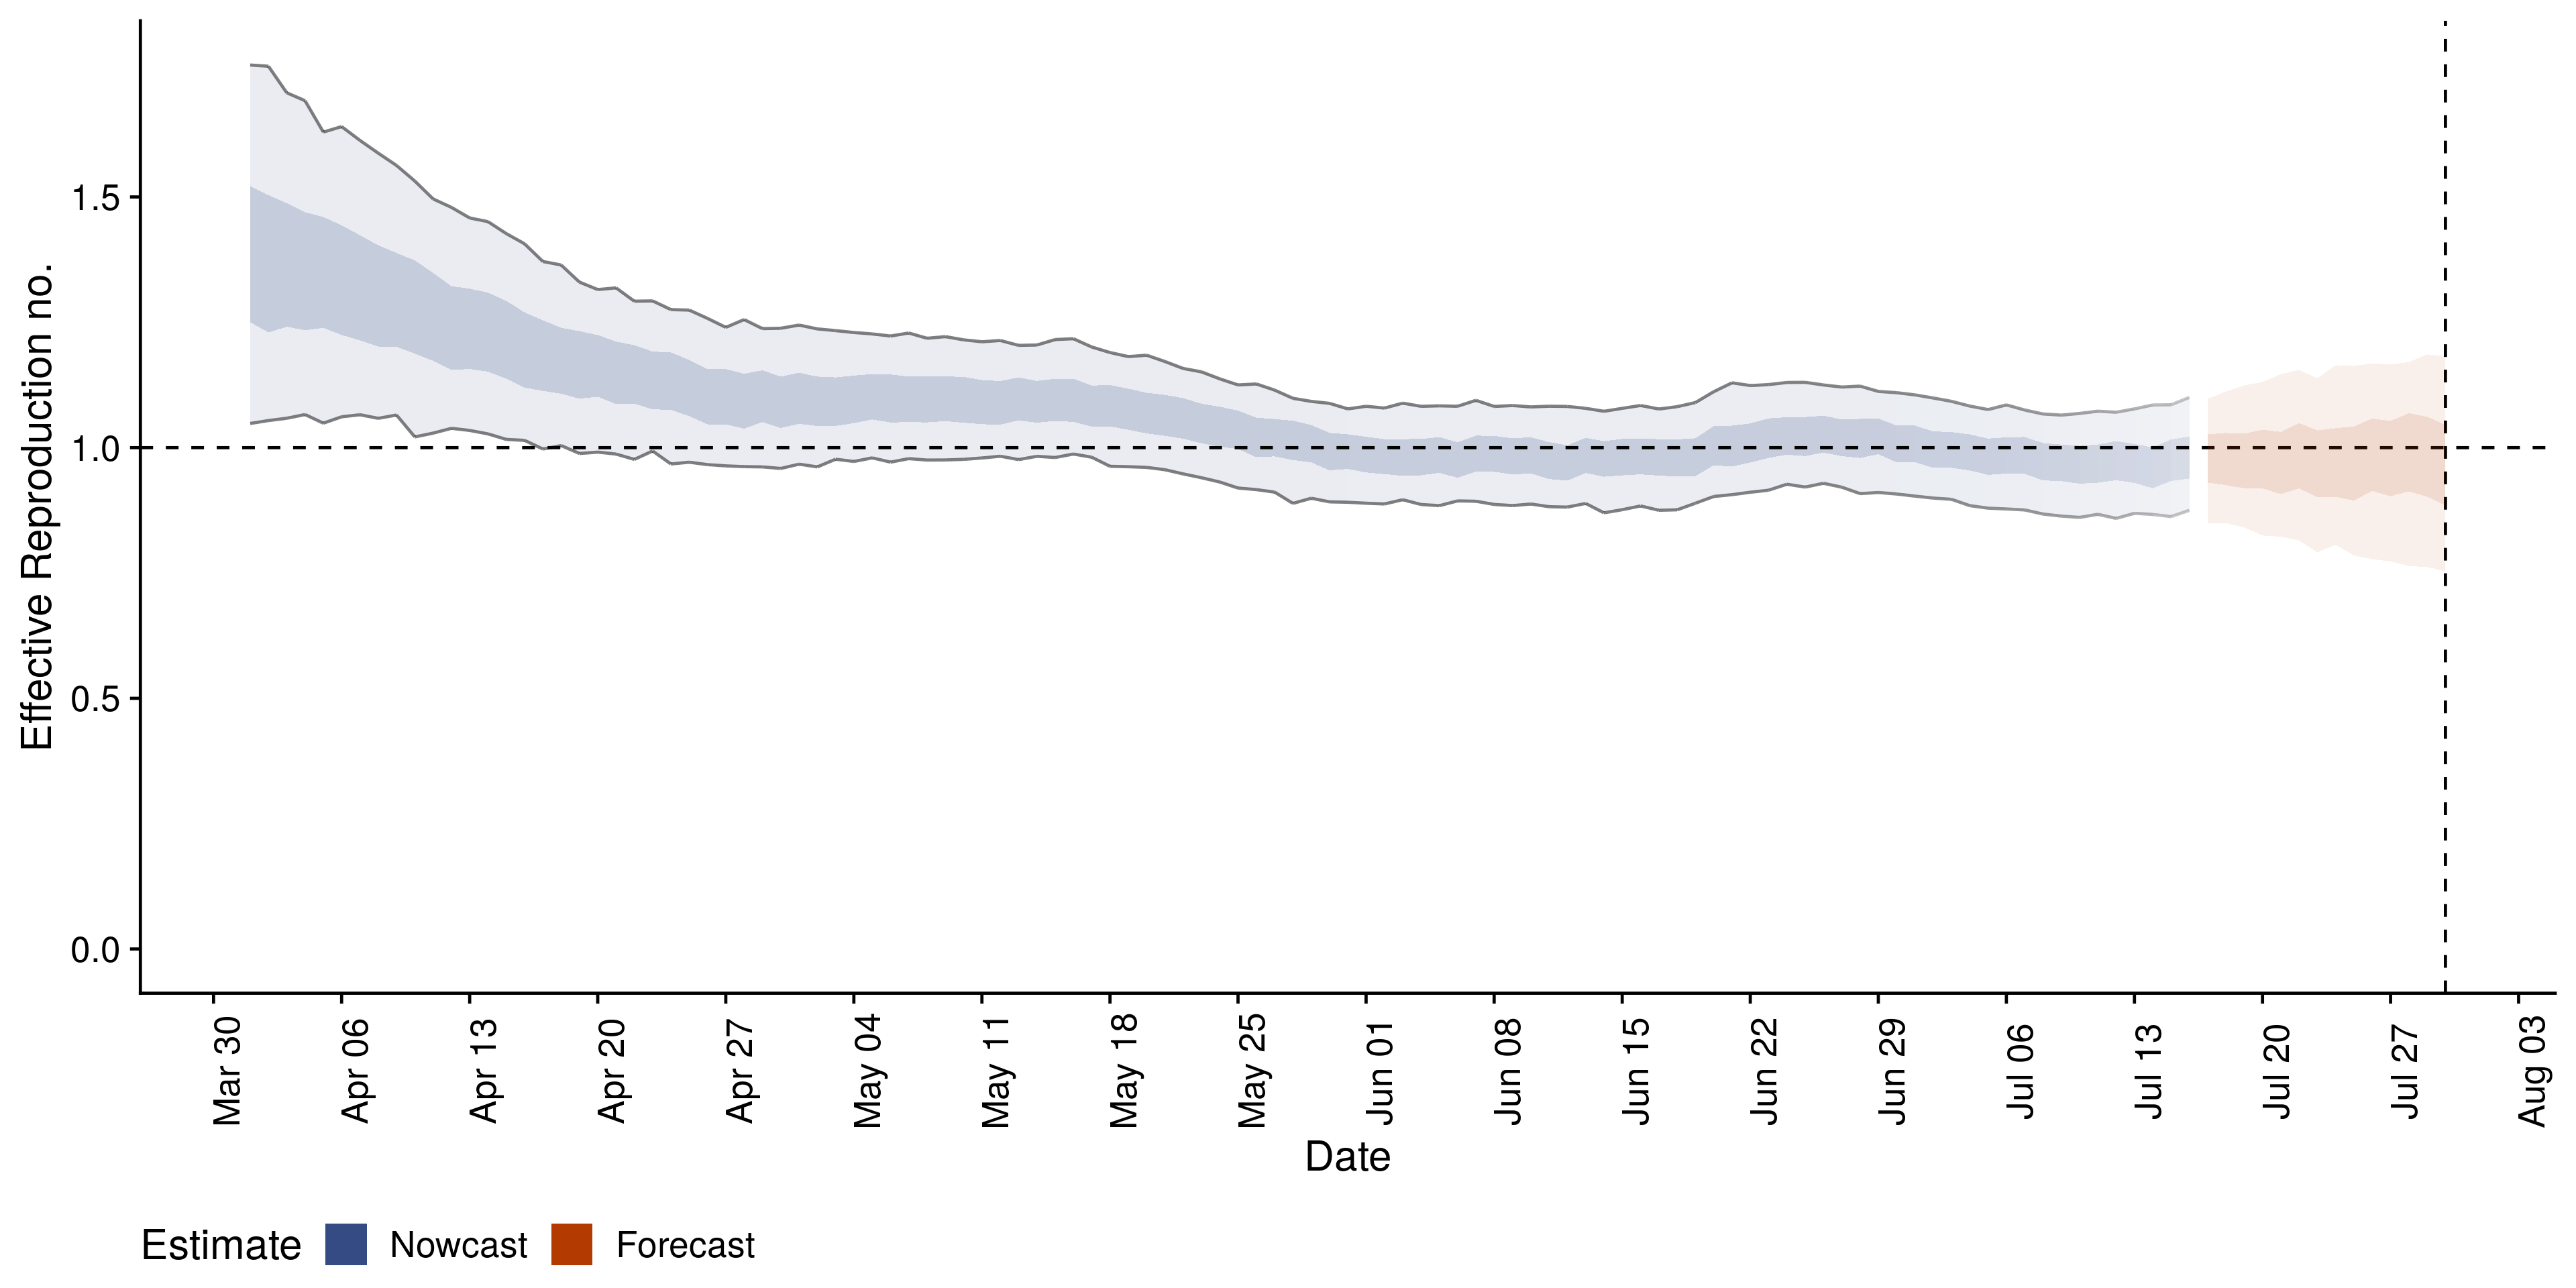 Effective Reproduction no.
1.5
1.0
0.5
0.0
Mar 30
Apr 06
Apr 13
Apr 20
Apr 27
May 04
May 11
May 18
May 25
Jun 01
Jun 08
Jun 15
Jun 22
Jun 29
Jul 06
Jul 13
Jul 20
Jul 27
Aug 03
Date
Estimate Nowcast Forecast